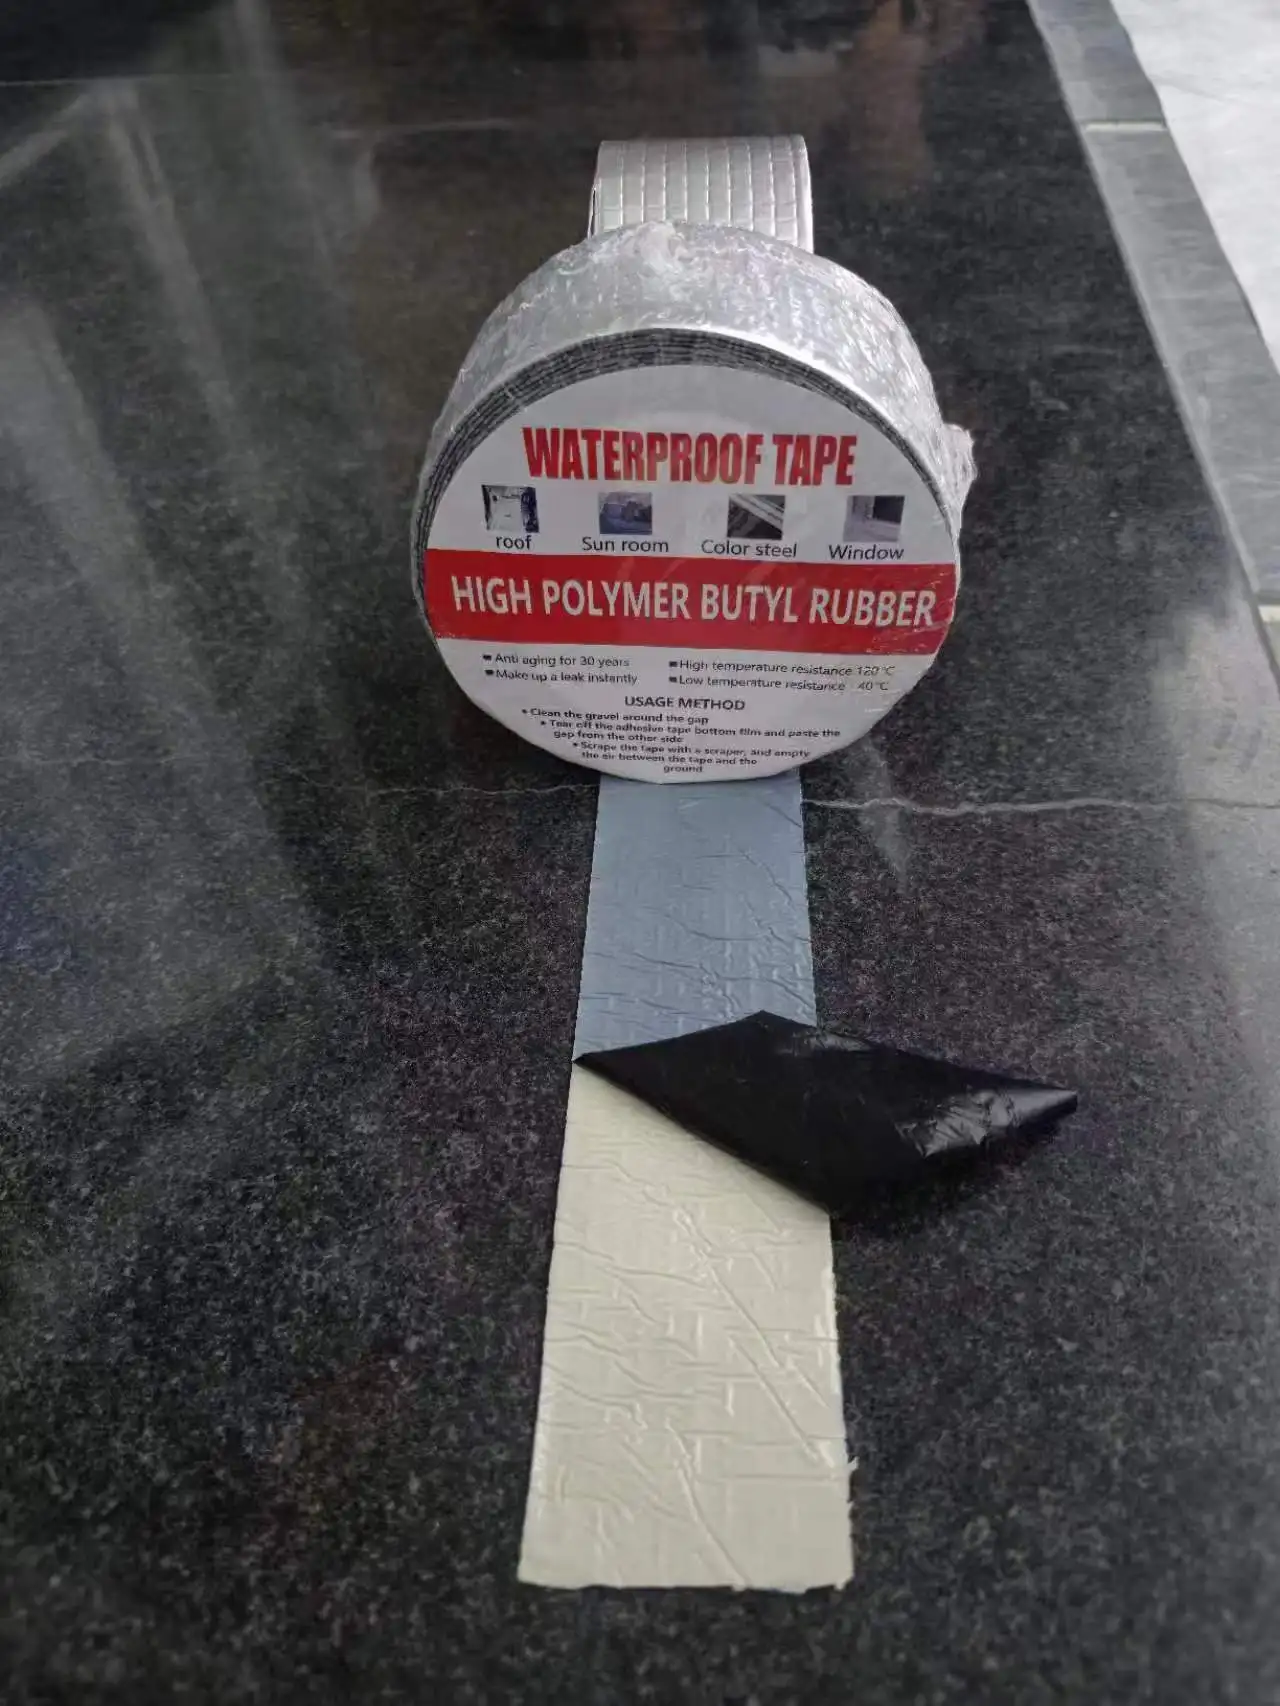 WATERPROOF TAPE
roof Sun room Color steel Window
HIGH POLYMER BUTYL RUBBER
Anti aging for 30 years
High temperature resistance 120°C
Make up a leak instantly
Low temperature resistance -40°C
USAGE METHOD
• Clean the gravel around the gap
• Tear off the adhesive tape bottom film and paste the
gap from the other side
• Scrape the tape with a scraper, and empty
the air between the tape and the
ground